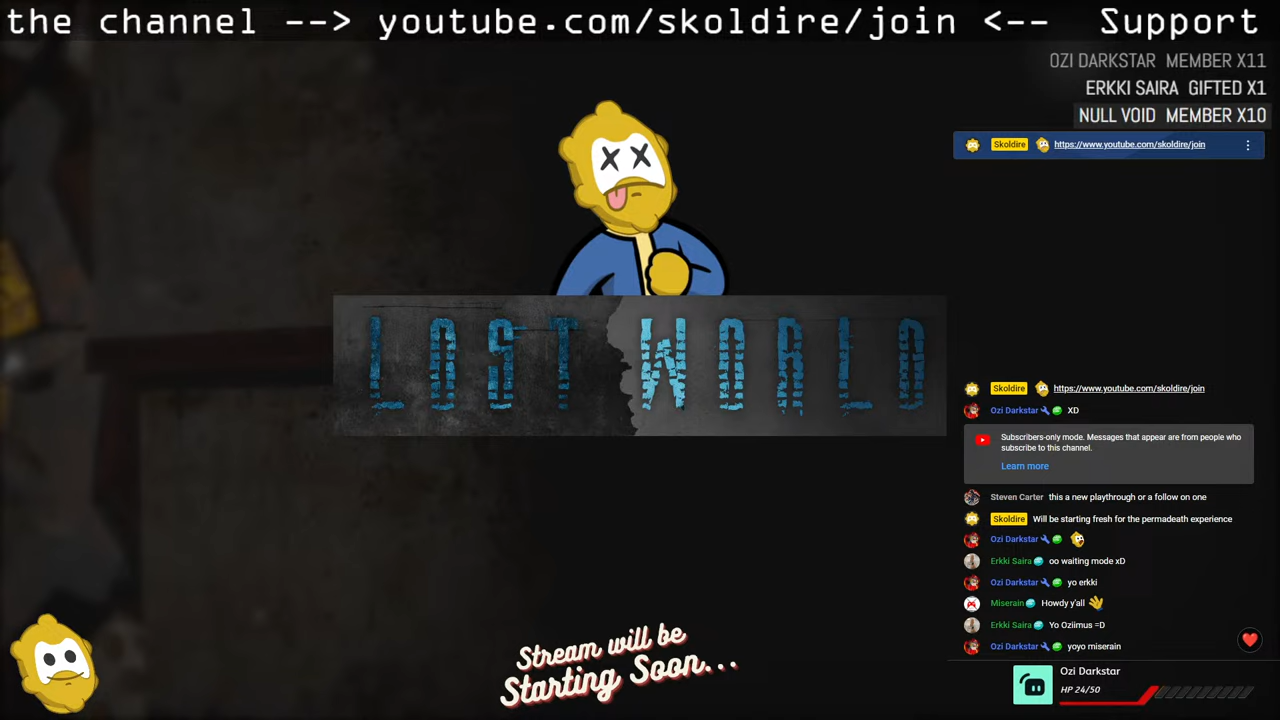 the channel --> youtube.com/skoldire/join <-- Support
OZI DARKSTAR MEMBER X11
ERKKI SAIRA GIFTED X1
NULL VOID MEMBER X10
Skoldire https://www.youtube.com/skoldire/join
LOST WORLD
Skoldire https://www.youtube.com/skoldire/join
Ozi Darkstar XD
Subscribers-only mode. Messages that appear are from people who
subscribe to this channel.
Learn more
Steven Carter this a new playthrough or a follow on one
Skoldire Will be starting fresh for the permadeath experience
Ozi Darkstar
Erkki Saira oo waiting mode xD
Ozi Darkstar yo erkki
Miserain Howdy y'all
Erkki Saira Yo Oziimus =D
Ozi Darkstar yoyo miserain
Stream will be
Starting Soon...
Ozi Darkstar
HP 24/50